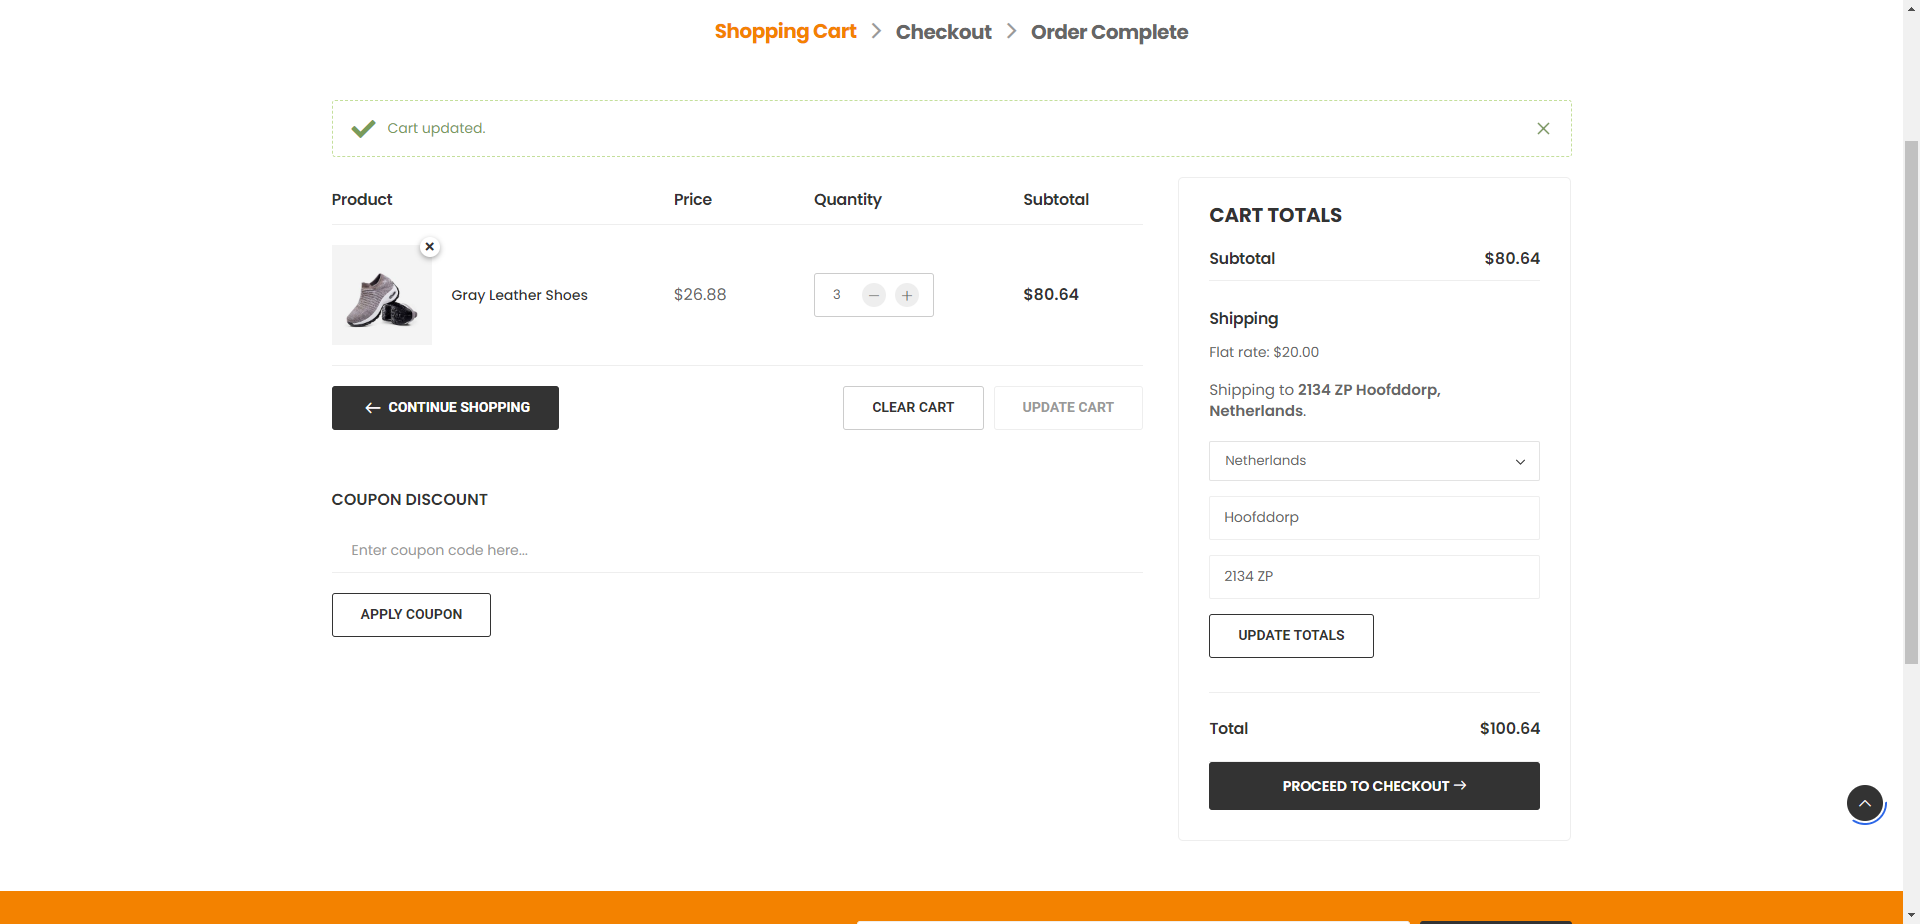 Shopping Cart > Checkout > Order Complete
Cart updated.
Product Price Quantity Subtotal
Gray Leather Shoes $26.88 3 − + $80.64
← CONTINUE SHOPPING CLEAR CART UPDATE CART
COUPON DISCOUNT
Enter coupon code here...
APPLY COUPON
CART TOTALS
Subtotal $80.64
Shipping
Flat rate: $20.00
Shipping to 2134 ZP Hoofddorp,
Netherlands.
Netherlands
Hoofddorp
2134 ZP
UPDATE TOTALS
Total $100.64
PROCEED TO CHECKOUT →